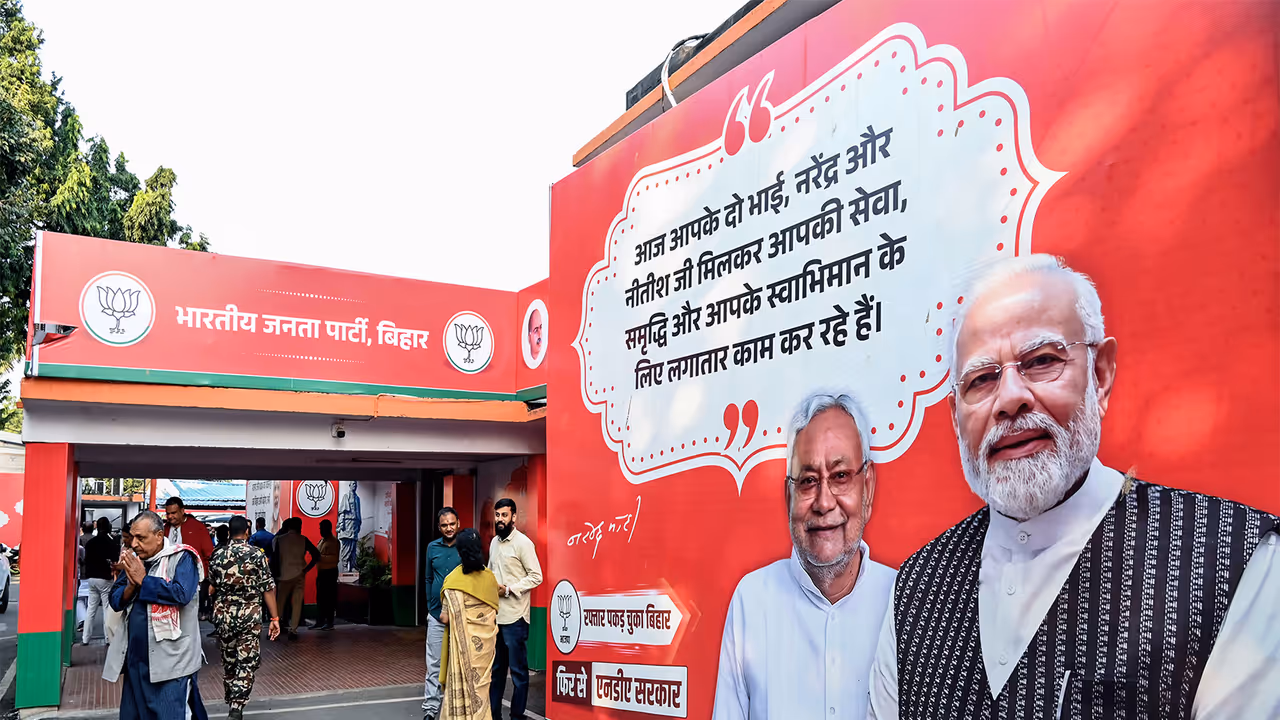 भारतीय जनता पार्टी, बिहार
आज आपके दो भाई, नरेंद्र और
नीतीश जी मिलकर आपकी सेवा,
समृद्धि और आपके स्वाभिमान के
लिए लगातार काम कर रहे हैं।
नरेंद्र मोदी
भाजपा
रफ्तार पकड़ चुका बिहार
फिर से एनडीए सरकार